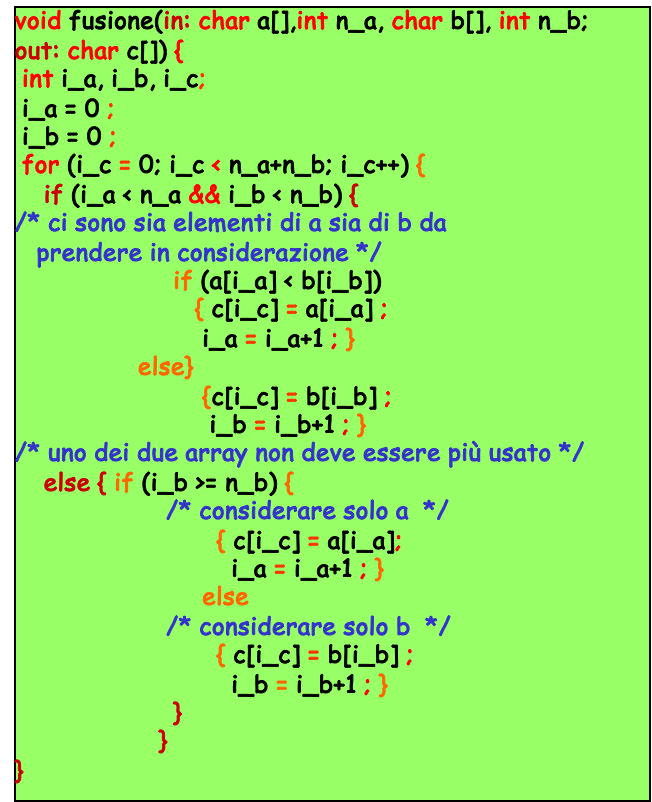 void fusione(in: char a[],int n_a, char b[], int n_b;
out: char c[]) {
int i_a, i_b, i_c;
i_a = 0 ;
i_b = 0 ;
for (i_c = 0; i_c < n_a+n_b; i_c++) {
if (i_a < n_a && i_b < n_b) {
/* ci sono sia elementi di a sia di b da
prendere in considerazione */
if (a[i_a] < b[i_b])
{ c[i_c] = a[i_a] ;
i_a = i_a+1 ; }
else}
{c[i_c] = b[i_b] ;
i_b = i_b+1 ; }
/* uno dei due array non deve essere più usato */
else { if (i_b >= n_b) {
/* considerare solo a */
{ c[i_c] = a[i_a];
i_a = i_a+1 ; }
else
/* considerare solo b */
{ c[i_c] = b[i_b] ;
i_b = i_b+1 ; }
}
}
}